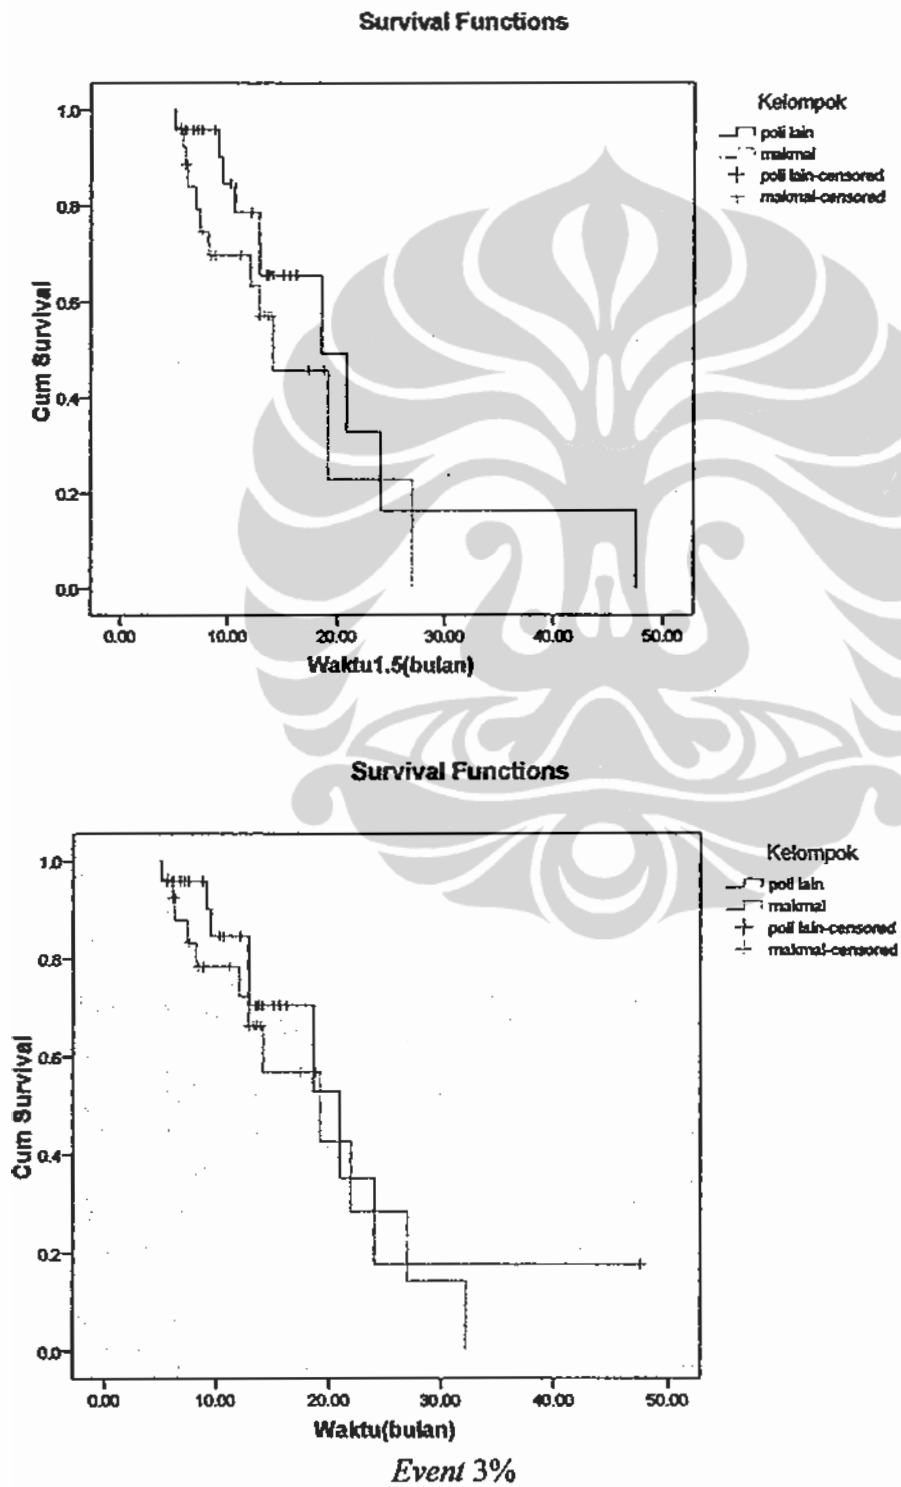 Survival Functions
Kelompok
poli lain
makmal
poli lain-censored
makmal-censored
Cum Survival
1.0
0.8
0.6
0.4
0.2
0.0
0.00 10.00 20.00 30.00 40.00 50.00
Waktu1.5(bulan)
Survival Functions
Kelompok
poli lain
makmal
poli lain-censored
makmal-censored
Cum Survival
1.0
0.8
0.6
0.4
0.2
0.0
0.00 10.00 20.00 30.00 40.00 50.00
Waktu(bulan)
Event 3%